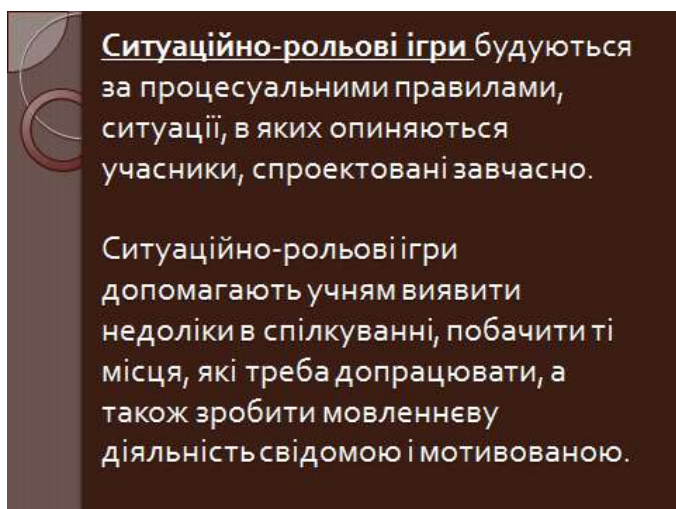 Ситуаційно-рольові ігри будуються
за процесуальними правилами,
ситуації, в яких опиняються
учасники, спроектовані завчасно.
Ситуаційно-рольові ігри
допомагають учням виявити
недоліки в спілкуванні, побачити ті
місця, які треба допрацювати, а
також зробити мовленнєву
діяльність свідомою і мотивованою.